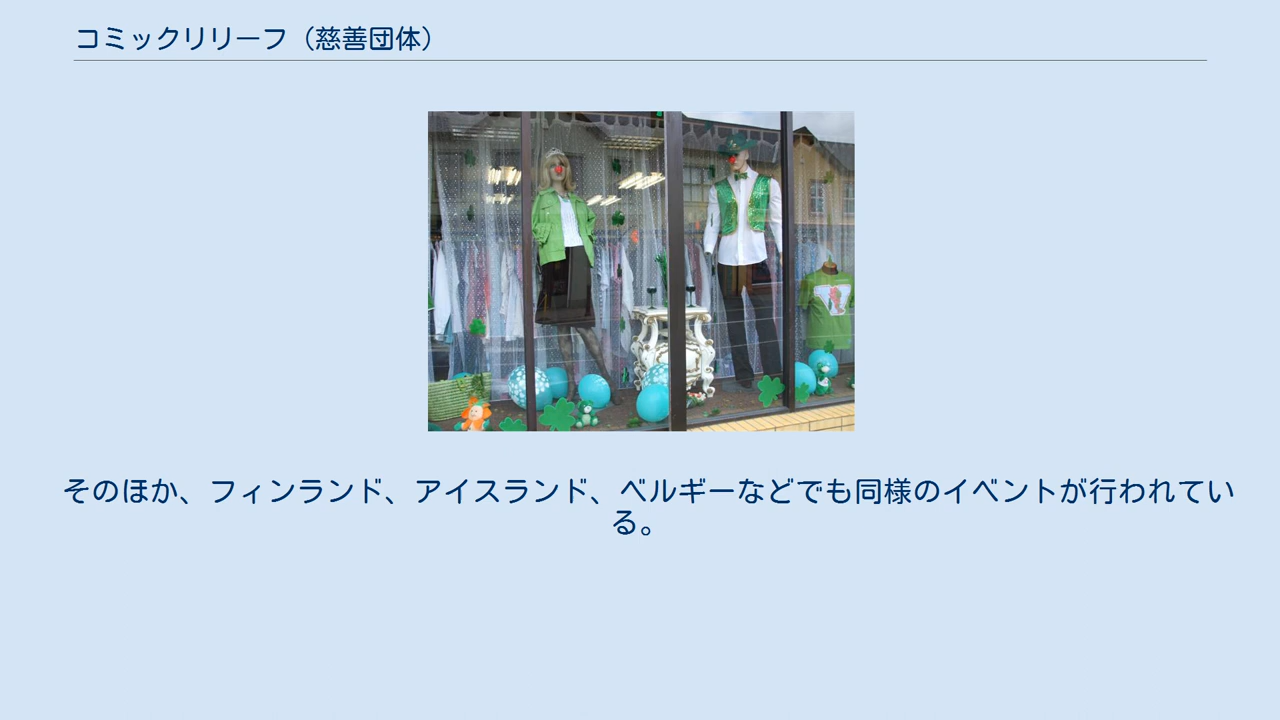 コミックリリーフ（慈善団体）
そのほか、フィンランド、アイスランド、ベルギーなどでも同様のイベントが行われてい
る。